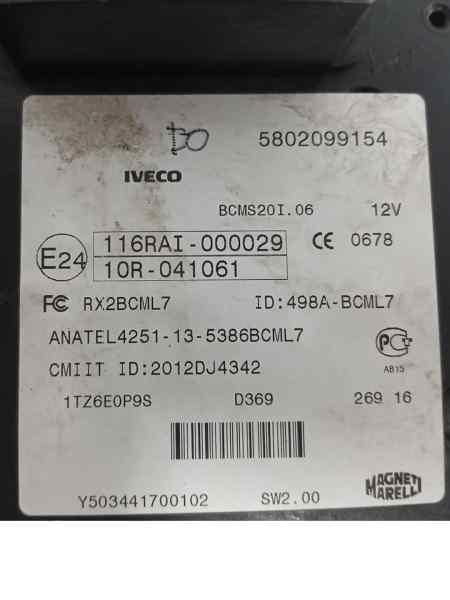 5802099154
IVECO
BCMS20I.06 12V
E24 116RAI-000029 CE 0678
10R-041061
FC RX2BCML7 ID:498A-BCML7
ANATEL4251-13-5386BCML7
CMIIT ID:2012DJ4342
AB15
1TZ6E0P9S D369 269 16
Y503441700102 SW2.00
MAGNETI MARELLI